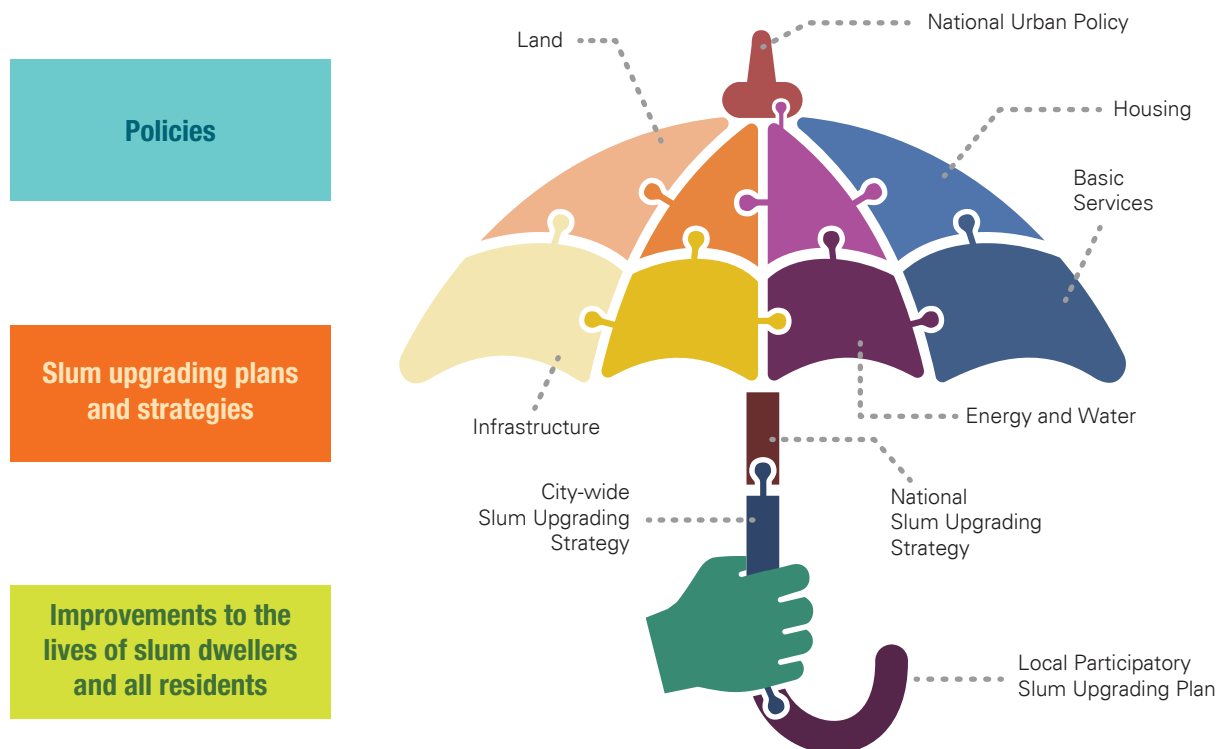 Policies
Slum upgrading plans
and strategies
Improvements to the
lives of slum dwellers
and all residents
Land
National Urban Policy
Housing
Basic
Services
Infrastructure
Energy and Water
City-wide
Slum Upgrading
Strategy
National
Slum Upgrading
Strategy
Local Participatory
Slum Upgrading Plan